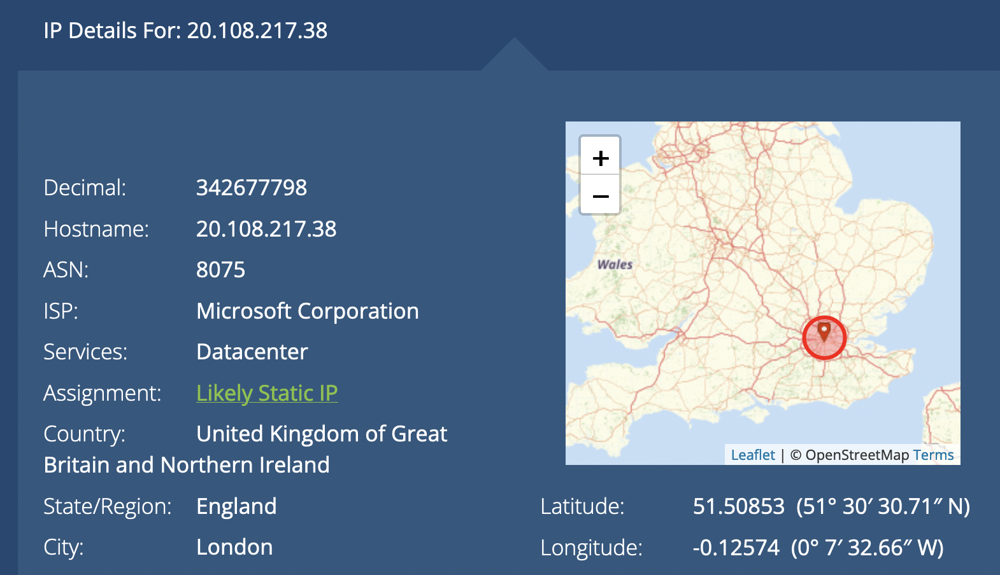 IP Details For: 20.108.217.38
Decimal: 342677798
Hostname: 20.108.217.38
ASN: 8075
ISP: Microsoft Corporation
Services: Datacenter
Assignment: Likely Static IP
Country: United Kingdom of Great
Britain and Northern Ireland
State/Region: England
City: London
+
−
Wales
Leaflet | © OpenStreetMap Terms
Latitude: 51.50853 (51° 30′ 30.71″ N)
Longitude: -0.12574 (0° 7′ 32.66″ W)